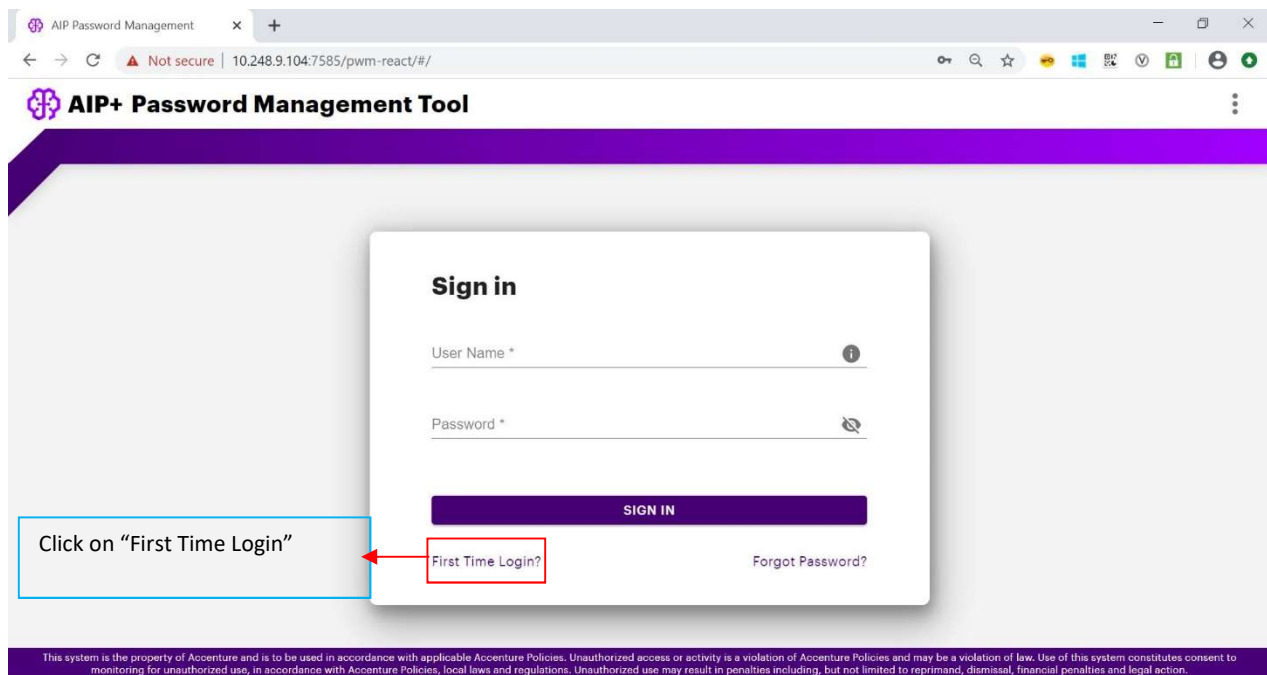 AIP Password Management
Not secure | 10.248.9.104:7585/pwm-react/#/
AIP+ Password Management Tool
Sign in
User Name *
Password *
SIGN IN
Click on “First Time Login”
First Time Login?
Forgot Password?
This system is the property of Accenture and is to be used in accordance with applicable Accenture Policies. Unauthorized access or activity is a violation of Accenture Policies and may be a violation of law. Use of this system constitutes consent to
monitoring for unauthorized use, in accordance with Accenture Policies, local laws and regulations. Unauthorized use may result in penalties including, but not limited to reprimand, dismissal, financial penalties and legal action.